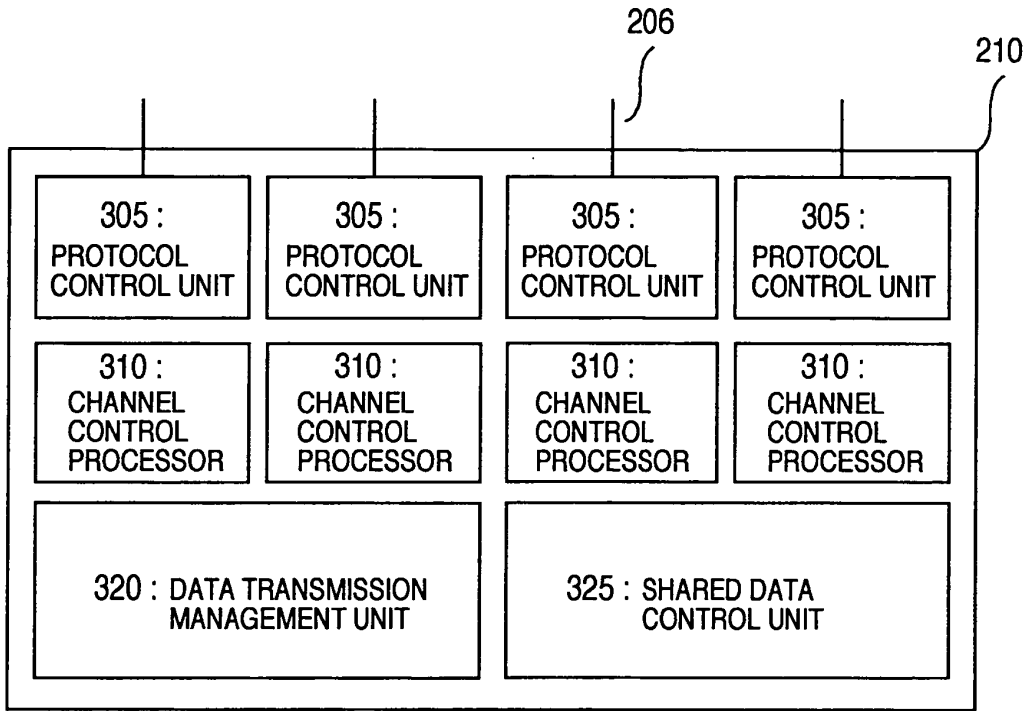 206
210
305 :
PROTOCOL
CONTROL UNIT
305 :
PROTOCOL
CONTROL UNIT
305 :
PROTOCOL
CONTROL UNIT
305 :
PROTOCOL
CONTROL UNIT
310 :
CHANNEL
CONTROL
PROCESSOR
310 :
CHANNEL
CONTROL
PROCESSOR
310 :
CHANNEL
CONTROL
PROCESSOR
310 :
CHANNEL
CONTROL
PROCESSOR
320 : DATA TRANSMISSION
MANAGEMENT UNIT
325 : SHARED DATA
CONTROL UNIT